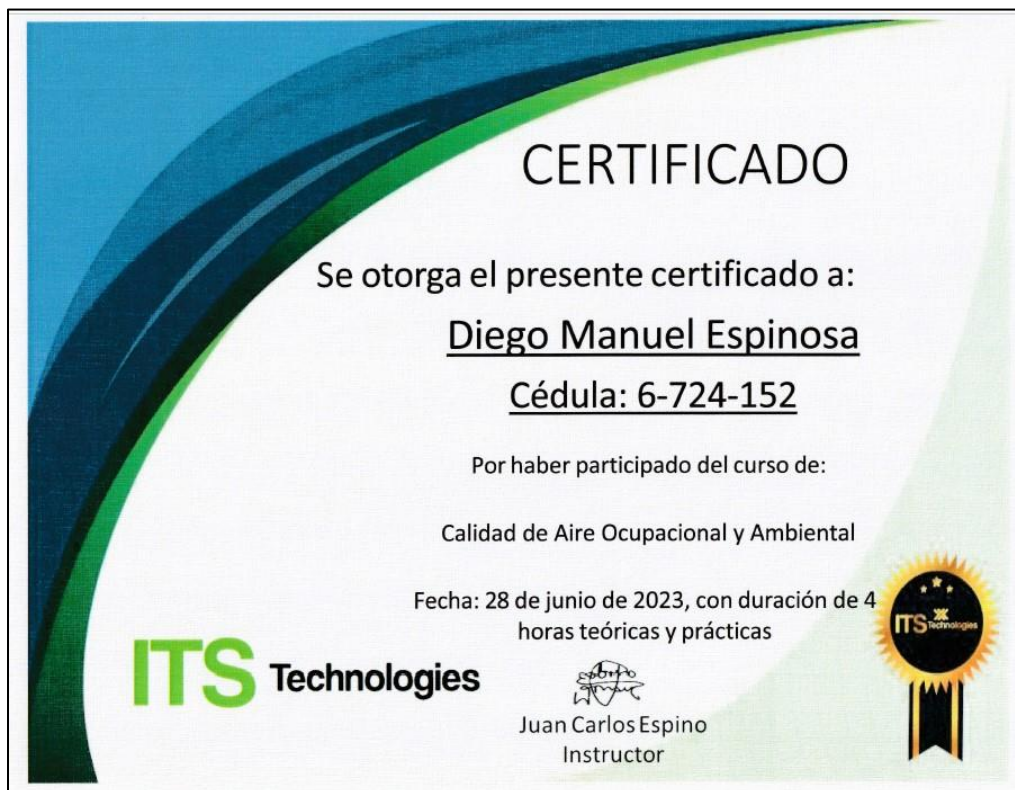 CERTIFICADO
Se otorga el presente certificado a:
Diego Manuel Espinosa
Cédula: 6-724-152
Por haber participado del curso de:
Calidad de Aire Ocupacional y Ambiental
Fecha: 28 de junio de 2023, con duración de 4
horas teóricas y prácticas
ITS Technologies
Juan Carlos Espino
Instructor
ITS Technologies